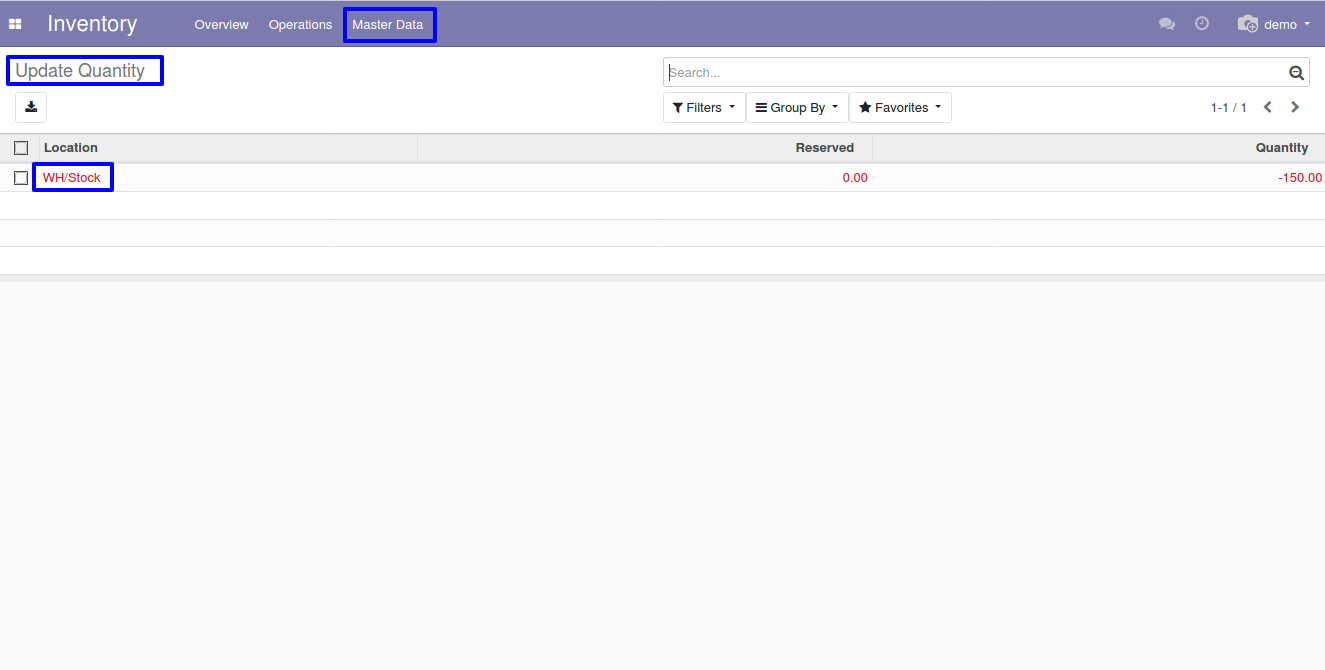 Inventory Overview Operations Master Data demo
Update Quantity
Search...
Filters Group By Favorites 1-1 / 1
Location Reserved Quantity
WH/Stock 0.00 -150.00